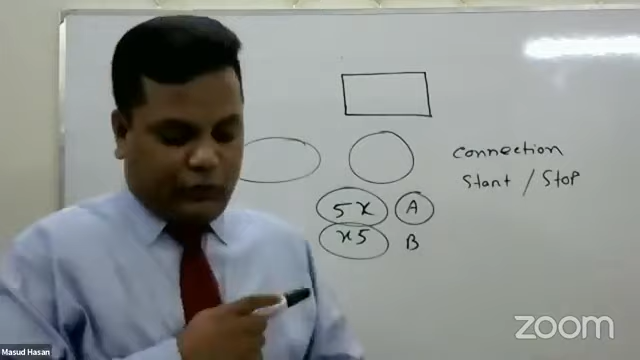 Connection
Start / Stop
5x A
x5 B
zoom
Masud Hasan